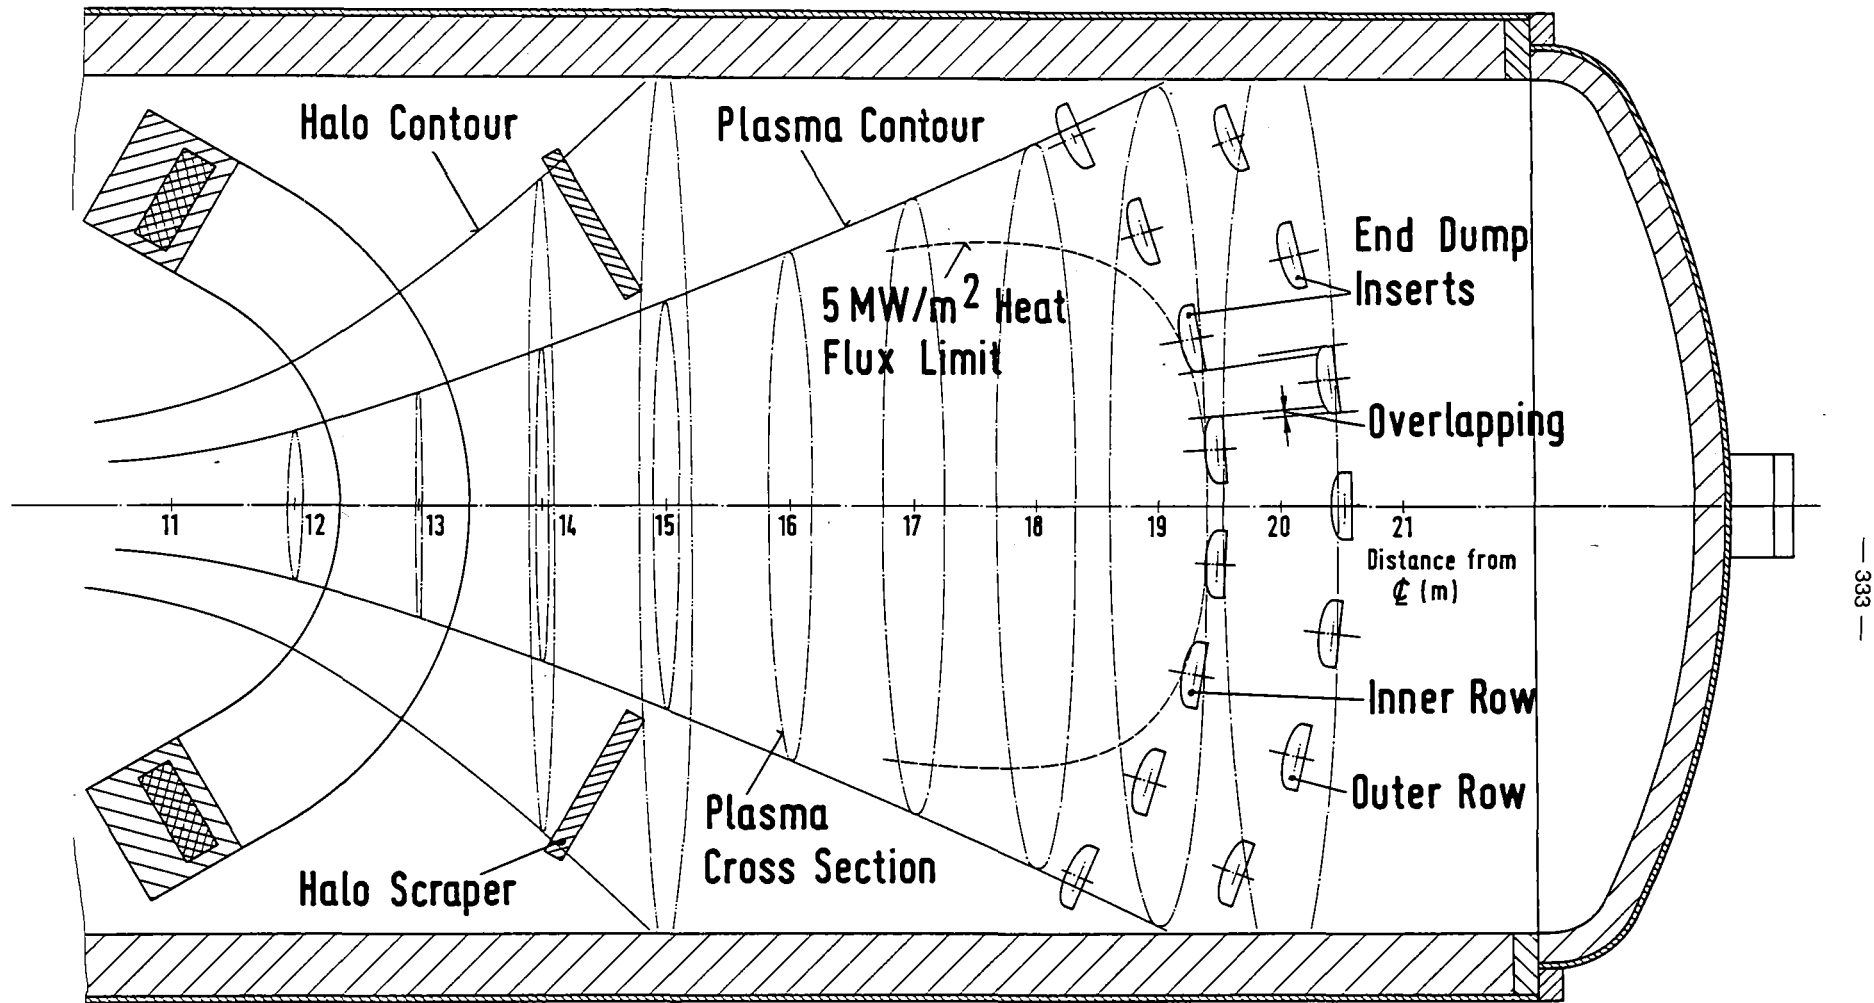 Halo Contour
Plasma Contour
End Dump
Inserts
5 MW/m² Heat
Flux Limit
Overlapping
11 12 13 14 15 16 17 18 19 20 21
Distance from
℄ (m)
Inner Row
Outer Row
Plasma
Cross Section
Halo Scraper
— 333 —